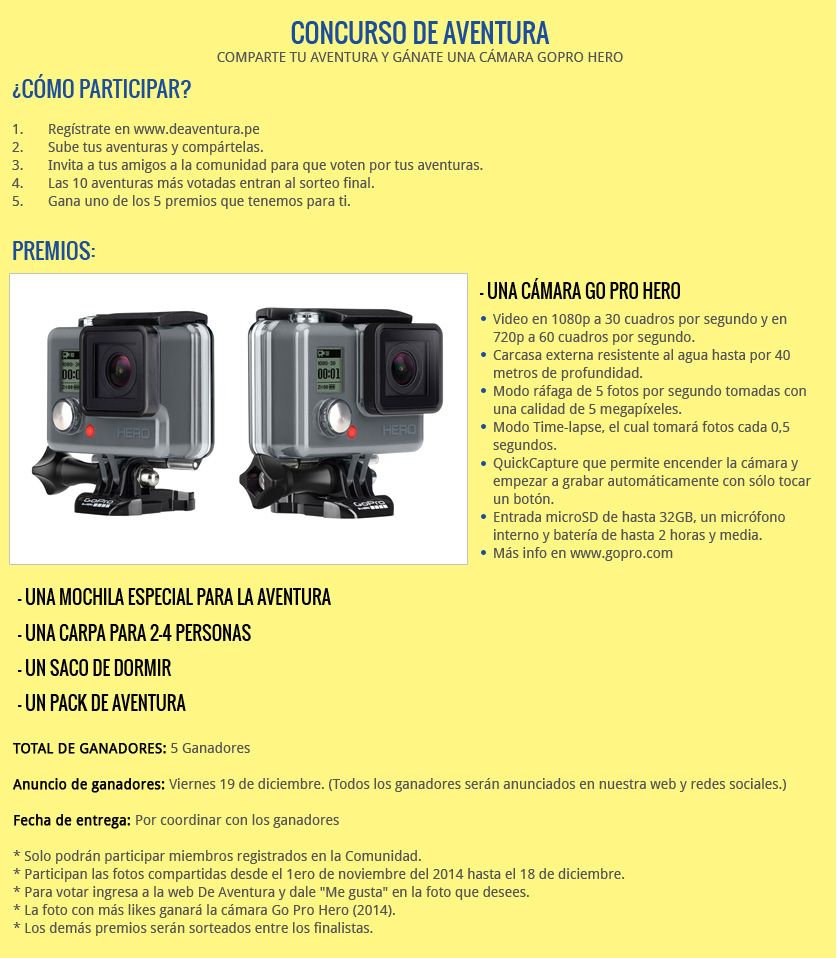 CONCURSO DE AVENTURA
COMPARTE TU AVENTURA Y GÁNATE UNA CÁMARA GOPRO HERO
¿CÓMO PARTICIPAR?
1. Regístrate en www.deaventura.pe
2. Sube tus aventuras y compártelas.
3. Invita a tus amigos a la comunidad para que voten por tus aventuras.
4. Las 10 aventuras más votadas entran al sorteo final.
5. Gana uno de los 5 premios que tenemos para ti.
PREMIOS:
00:01
HERO
GoPro
00:01
HERO
GoPro
- UNA CÁMARA GO PRO HERO
• Video en 1080p a 30 cuadros por segundo y en
720p a 60 cuadros por segundo.
• Carcasa externa resistente al agua hasta por 40
metros de profundidad.
• Modo ráfaga de 5 fotos por segundo tomadas con
una calidad de 5 megapíxeles.
• Modo Time-lapse, el cual tomará fotos cada 0,5
segundos.
• QuickCapture que permite encender la cámara y
empezar a grabar automáticamente con sólo tocar
un botón.
• Entrada microSD de hasta 32GB, un micrófono
interno y batería de hasta 2 horas y media.
• Más info en www.gopro.com
- UNA MOCHILA ESPECIAL PARA LA AVENTURA
- UNA CARPA PARA 2-4 PERSONAS
- UN SACO DE DORMIR
- UN PACK DE AVENTURA
TOTAL DE GANADORES: 5 Ganadores
Anuncio de ganadores: Viernes 19 de diciembre. (Todos los ganadores serán anunciados en nuestra web y redes sociales.)
Fecha de entrega: Por coordinar con los ganadores
* Solo podrán participar miembros registrados en la Comunidad.
* Participan las fotos compartidas desde el 1ero de noviembre del 2014 hasta el 18 de diciembre.
* Para votar ingresa a la web De Aventura y dale "Me gusta" en la foto que desees.
* La foto con más likes ganará la cámara Go Pro Hero (2014).
* Los demás premios serán sorteados entre los finalistas.